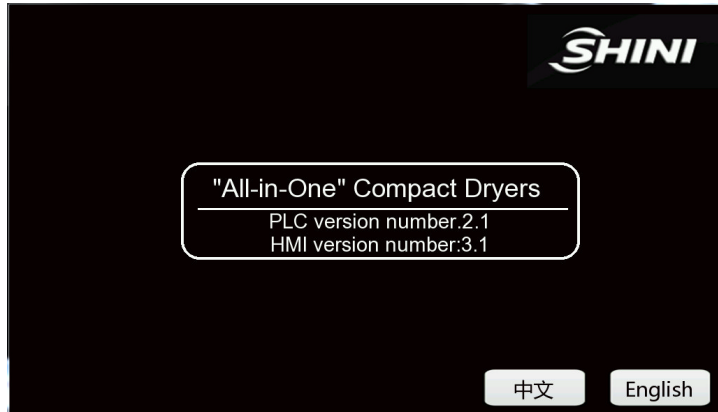 SHINI
"All-in-One" Compact Dryers
PLC version number.2.1
HMI version number:3.1
中文
English